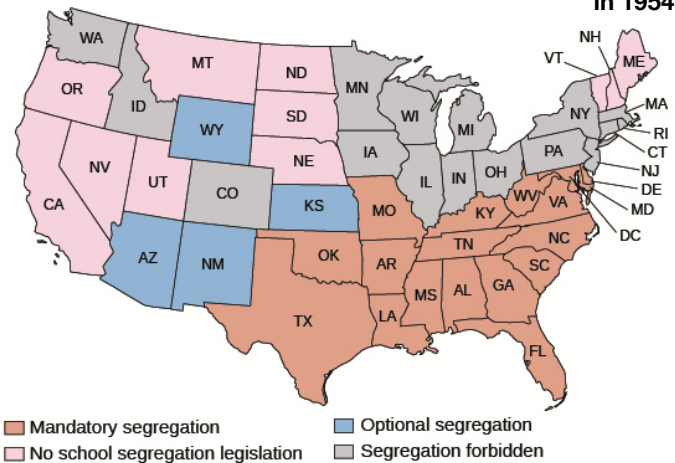 in 1954
WA
MT
ND
MN
VT
NH
ME
OR
ID
SD
WI
MI
NY
MA
RI
CT
WY
IA
PA
NJ
NE
NV
UT
CO
IL
IN
OH
DE
MD
CA
KS
MO
KY
WV
VA
DC
AZ
NM
OK
AR
TN
NC
SC
TX
LA
MS
AL
GA
FL
Mandatory segregation
Optional segregation
No school segregation legislation
Segregation forbidden